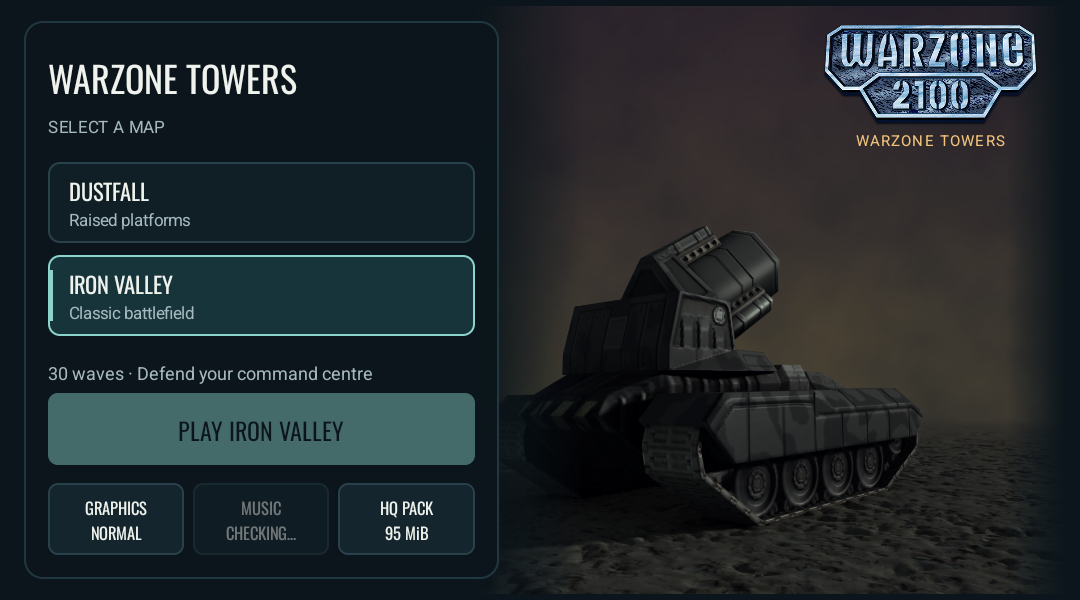 WARZONE TOWERS
SELECT A MAP
DUSTFALL
Raised platforms
IRON VALLEY
Classic battlefield
30 waves · Defend your command centre
PLAY IRON VALLEY
GRAPHICS
NORMAL
MUSIC
CHECKING...
HQ PACK
95 MiB
WARZONE
2100
WARZONE TOWERS